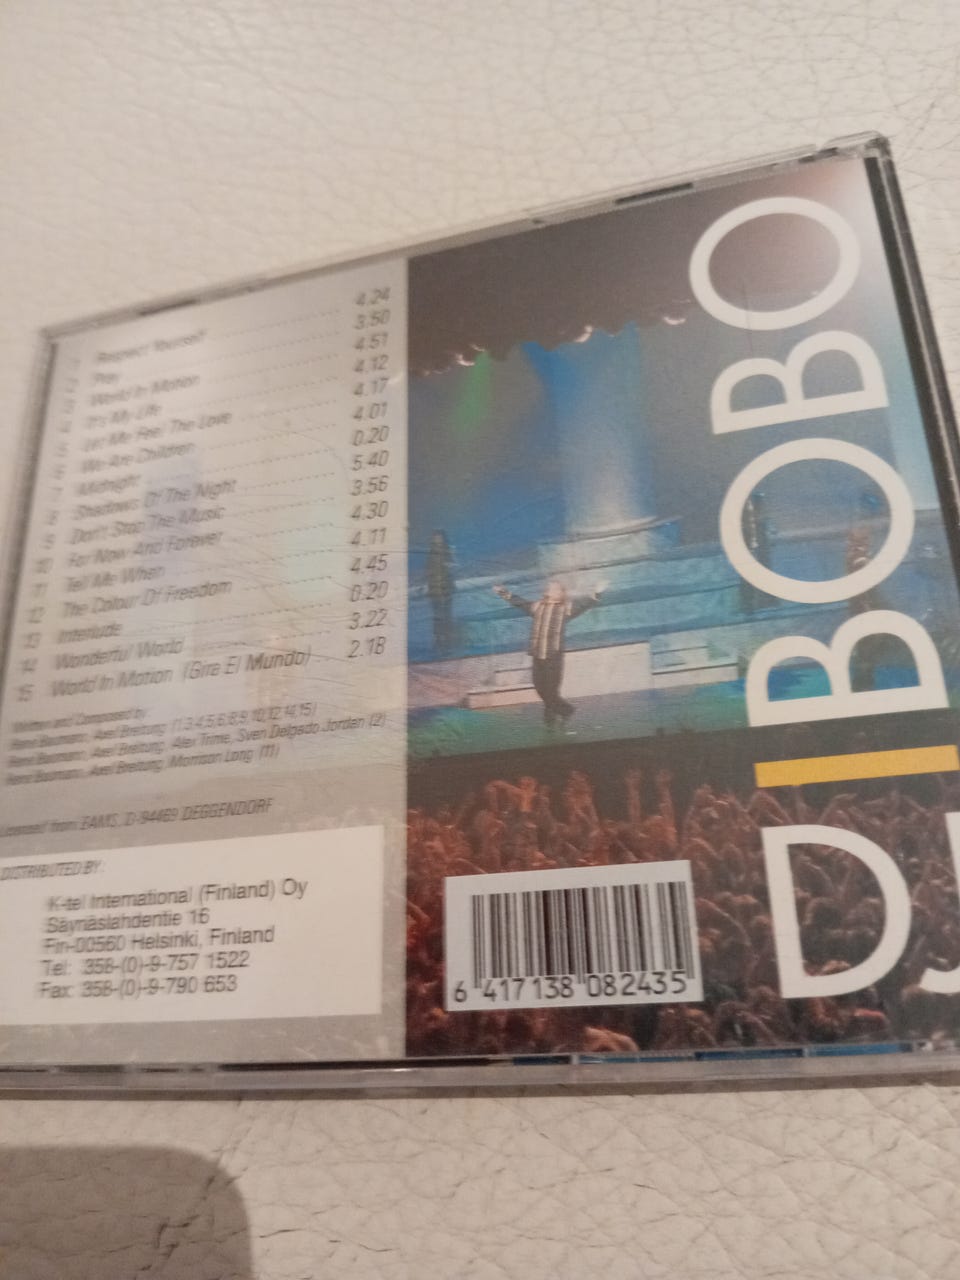 1 Respect Yourself 4.24
2 Pray 3.50
3 World In Motion 4.51
4 It's My Life 4.12
5 Let Me Feel The Love 4.17
6 We Are Children 4.01
7 Midnight 0.20
8 Shadows Of The Night 5.40
9 Don't Stop The Music 3.56
10 For Now And Forever 4.30
11 Tell Me When 4.11
12 The Colour Of Freedom 4.45
13 Interlude 0.20
14 Wonderful World 3.22
15 World In Motion (Gira El Mundo) 2.18
Written and Composed by
René Baumann, Axel Breitung (1,3,4,5,6,8,9,10,12,14,15)
René Baumann, Axel Breitung, Alex Trime, Sven Delgado Jordan (2)
René Baumann, Axel Breitung, Morrison Long (11)
Licensed from EAMS, D-94469 DEGGENDORF
DISTRIBUTED BY:
K-tel International (Finland) Oy
Säynäslahdentie 16
Fin-00560 Helsinki, Finland
Tel: 358-(0)-9-757 1522
Fax: 358-(0)-9-790 653
6 417138 082435
DJ BOBO